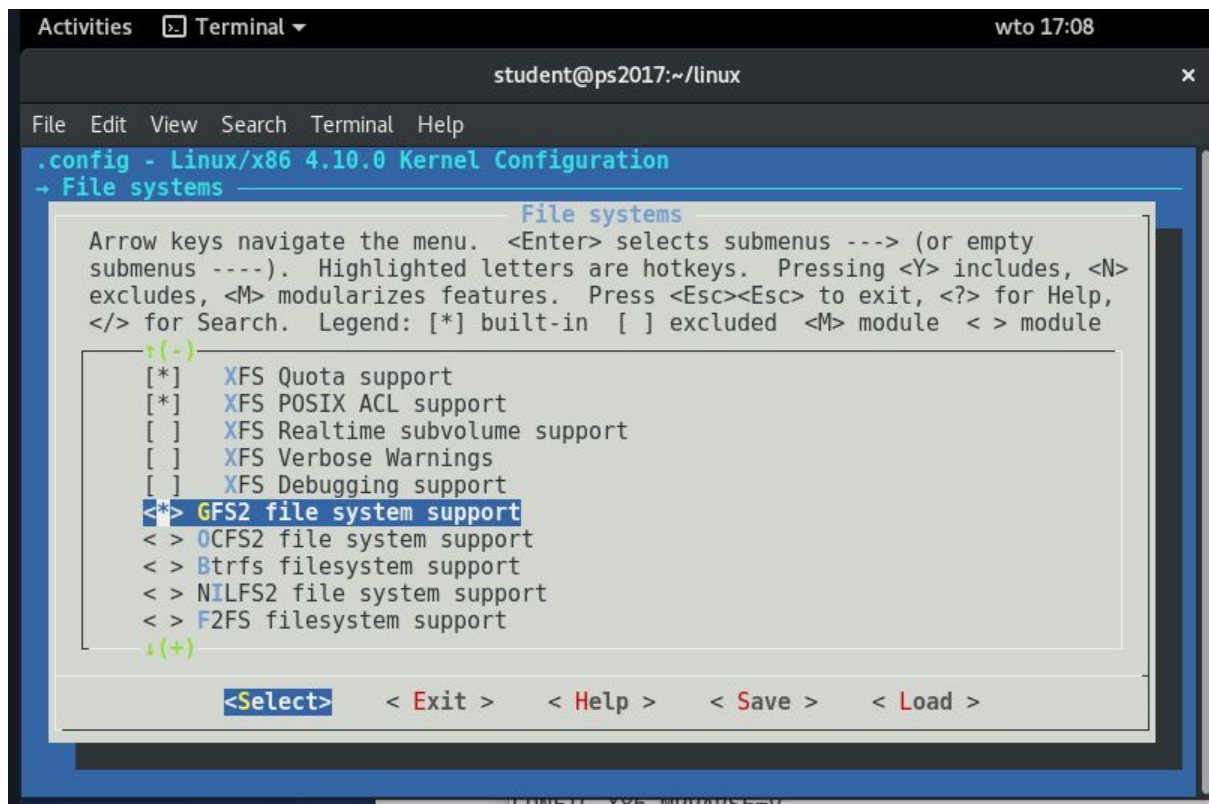 Activities Terminal wto 17:08
student@ps2017:~/linux ×
File Edit View Search Terminal Help
.config - Linux/x86 4.10.0 Kernel Configuration
→ File systems
File systems
Arrow keys navigate the menu. <Enter> selects submenus ---> (or empty
submenus ----). Highlighted letters are hotkeys. Pressing <Y> includes, <N>
excludes, <M> modularizes features. Press <Esc><Esc> to exit, <?> for Help,
</> for Search. Legend: [*] built-in [ ] excluded <M> module < > module
↑(-)
[*] XFS Quota support
[*] XFS POSIX ACL support
[ ] XFS Realtime subvolume support
[ ] XFS Verbose Warnings
[ ] XFS Debugging support
<*> GFS2 file system support
< > OCFS2 file system support
< > Btrfs filesystem support
< > NILFS2 file system support
< > F2FS filesystem support
↓(+)
<Select> < Exit > < Help > < Save > < Load >